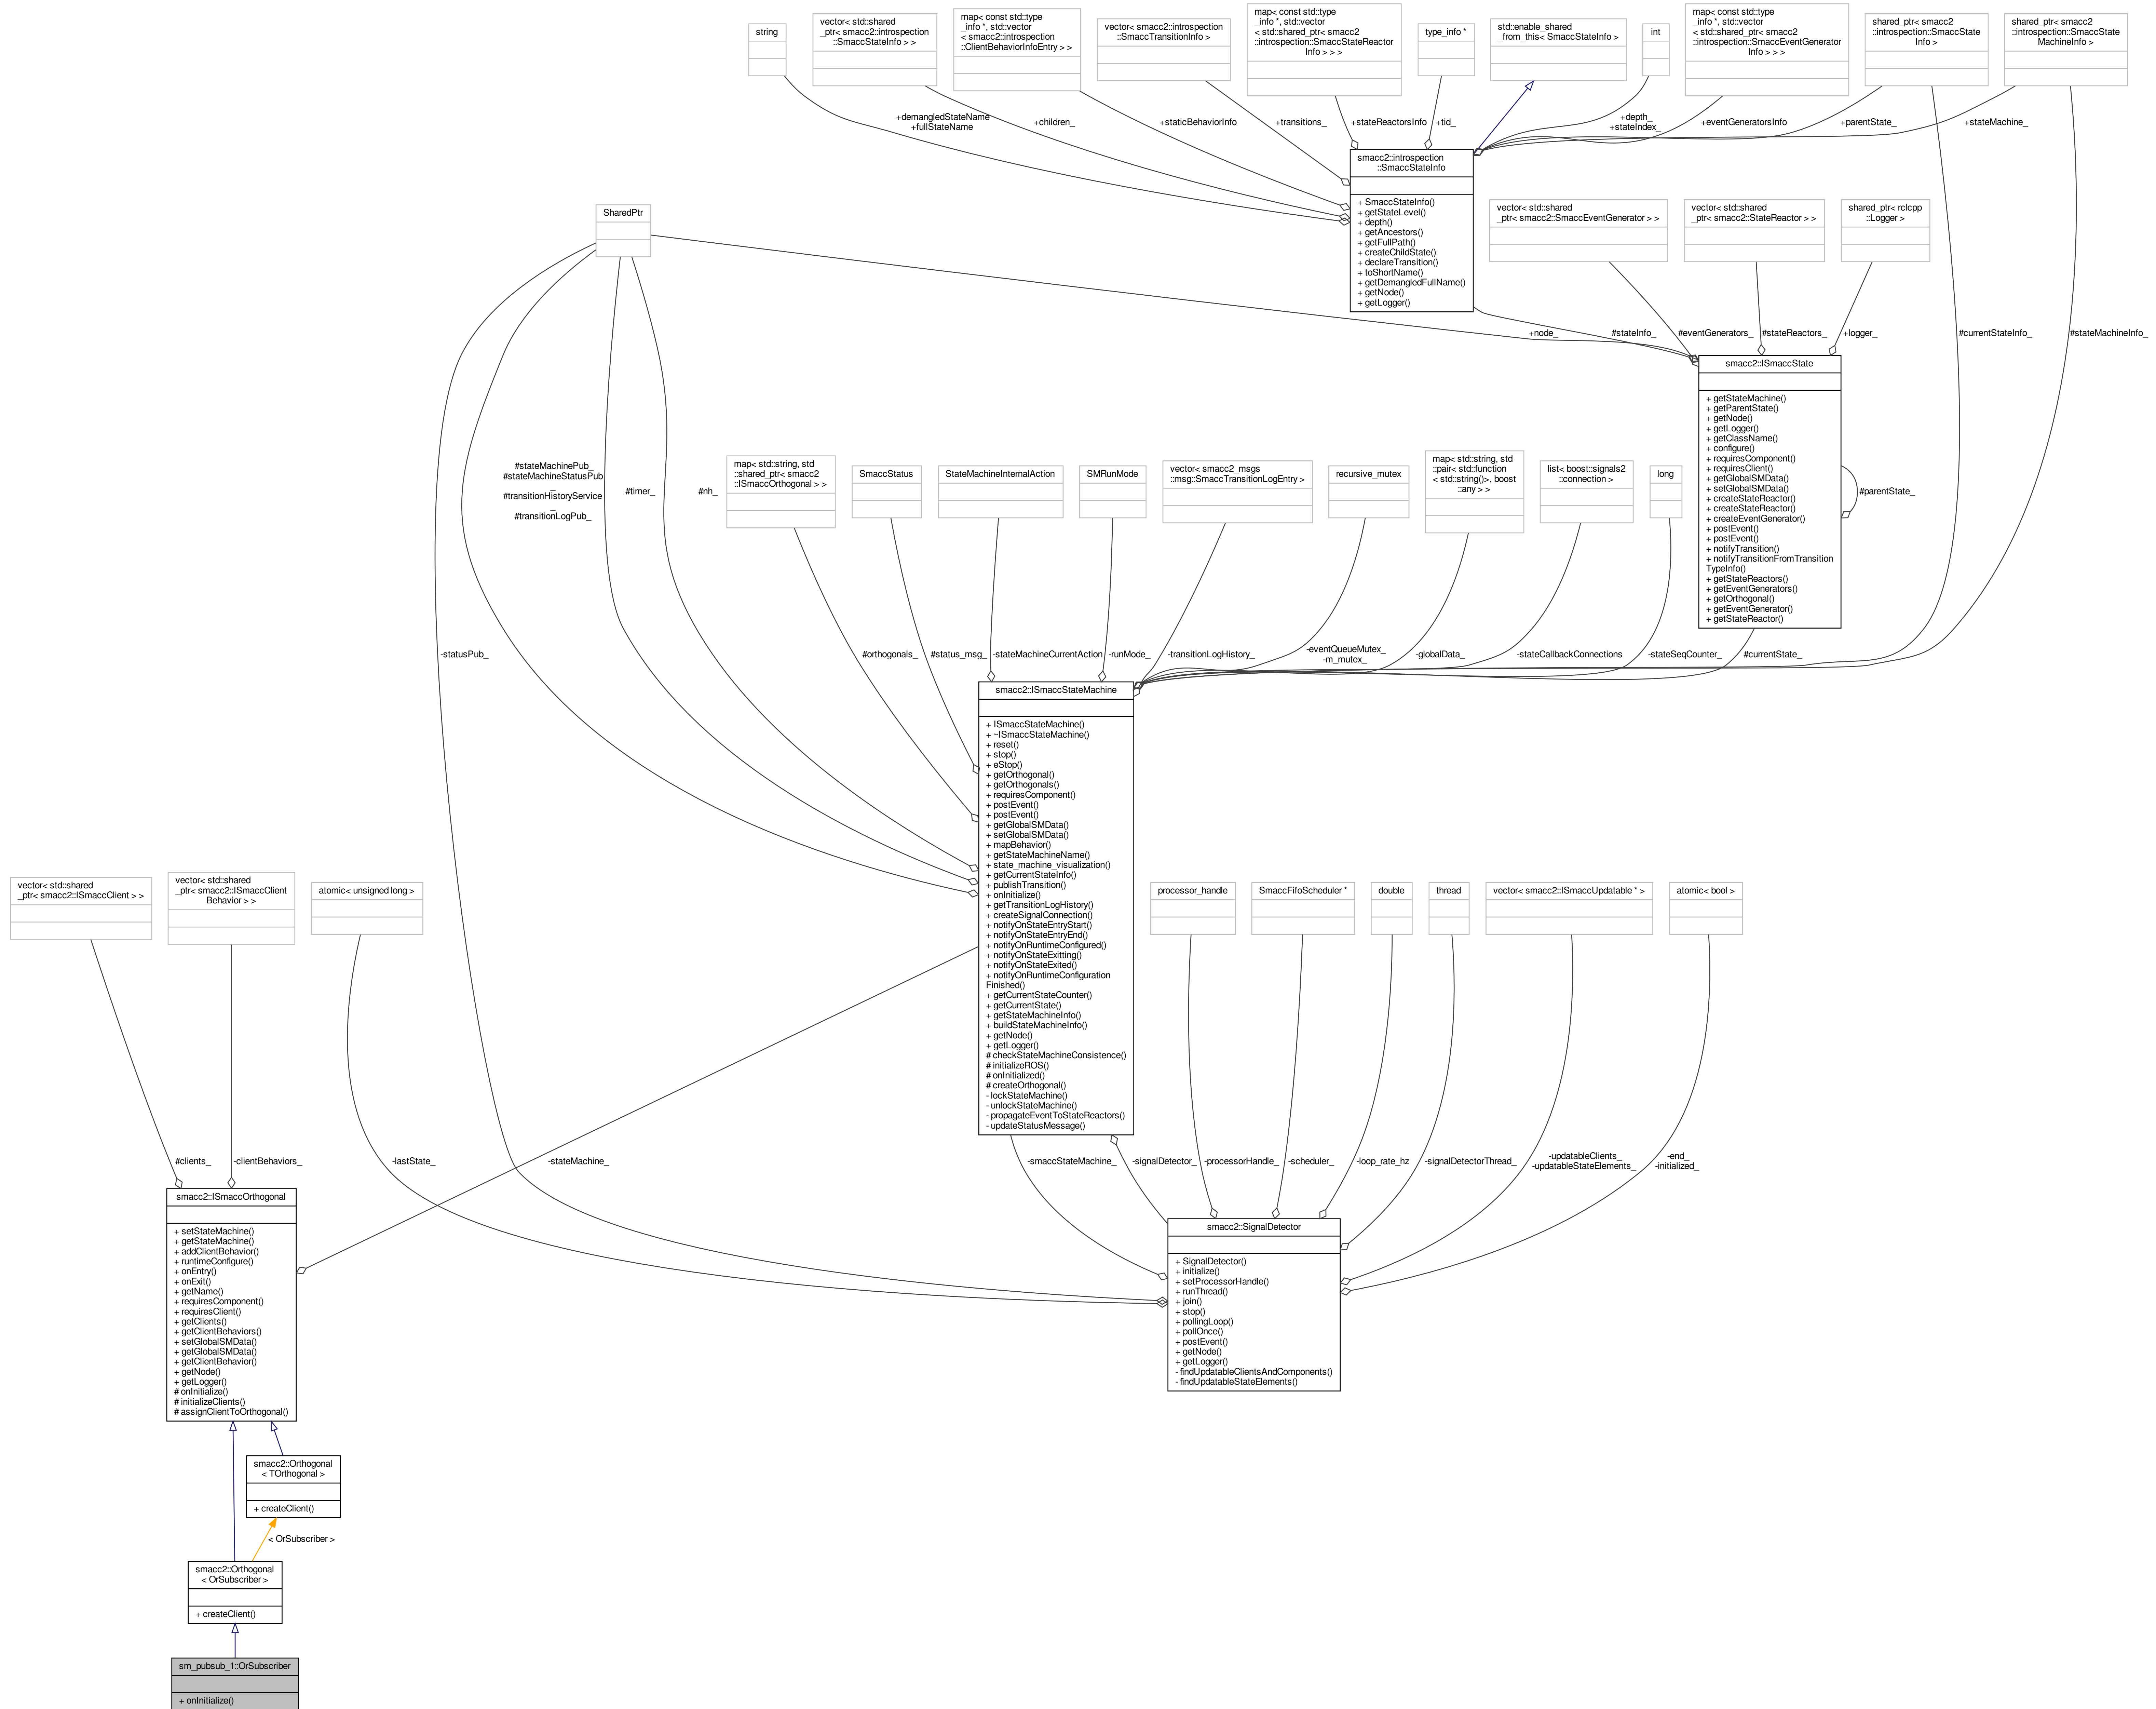 string
vector< std::shared
_ptr< smacc2::introspection
::SmaccStateInfo > >
map< const std::type
_info *, std::vector
< smacc2::introspection
::ClientBehaviorInfoEntry > >
vector< smacc2::introspection
::SmaccTransitionInfo >
map< const std::type
_info *, std::vector
< std::shared_ptr< smacc2
::introspection::SmaccStateReactor
Info > > >
type_info *
std::enable_shared
_from_this< SmaccStateInfo >
int
map< const std::type
_info *, std::vector
< std::shared_ptr< smacc2
::introspection::SmaccEventGenerator
Info > > >
shared_ptr< smacc2
::introspection::SmaccState
Info >
shared_ptr< smacc2
::introspection::SmaccState
MachineInfo >
+demangledStateName
+fullStateName
+children_
+staticBehaviorInfo
+transitions_
+stateReactorsInfo
+tid_
+depth_
+stateIndex_
+eventGeneratorsInfo
+parentState_
+stateMachine_
smacc2::introspection
::SmaccStateInfo
+ SmaccStateInfo()
+ getStateLevel()
+ depth()
+ getAncestors()
+ getFullPath()
+ createChildState()
+ declareTransition()
+ toShortName()
+ getDemangledFullName()
+ getNode()
+ getLogger()
SharedPtr
vector< std::shared
_ptr< smacc2::SmaccEventGenerator > >
vector< std::shared
_ptr< smacc2::StateReactor > >
shared_ptr< rclcpp
::Logger >
+node_
#stateInfo_
#eventGenerators_
#stateReactors_
+logger_
#currentStateInfo_
#stateMachineInfo_
smacc2::ISmaccState
+ getStateMachine()
+ getParentState()
+ getNode()
+ getLogger()
+ getClassName()
+ configure()
+ requiresComponent()
+ requiresClient()
+ getGlobalSMData()
+ setGlobalSMData()
+ createStateReactor()
+ createStateReactor()
+ createEventGenerator()
+ postEvent()
+ postEvent()
+ notifyTransition()
+ notifyTransitionFromTransition
TypeInfo()
+ getStateReactors()
+ getEventGenerators()
+ getOrthogonal()
+ getEventGenerator()
+ getStateReactor()
#parentState_
#stateMachinePub_
#stateMachineStatusPub
_
#transitionHistoryService
_
#transitionLogPub_
#timer_
#nh_
map< std::string, std
::shared_ptr< smacc2
::ISmaccOrthogonal > >
SmaccStatus
StateMachineInternalAction
SMRunMode
vector< smacc2_msgs
::msg::SmaccTransitionLogEntry >
recursive_mutex
map< std::string, std
::pair< std::function
< std::string()>, boost
::any > >
list< boost::signals2
::connection >
long
-statusPub_
#orthogonals_
#status_msg_
-stateMachineCurrentAction
-runMode_
-transitionLogHistory_
-eventQueueMutex_
-m_mutex_
-globalData_
-stateCallbackConnections
-stateSeqCounter_
#currentState_
smacc2::ISmaccStateMachine
+ ISmaccStateMachine()
+ ~ISmaccStateMachine()
+ reset()
+ stop()
+ eStop()
+ getOrthogonal()
+ getOrthogonals()
+ requiresComponent()
+ postEvent()
+ postEvent()
+ getGlobalSMData()
+ setGlobalSMData()
+ mapBehavior()
+ getStateMachineName()
+ state_machine_visualization()
+ getCurrentStateInfo()
+ publishTransition()
+ onInitialize()
+ getTransitionLogHistory()
+ createSignalConnection()
+ notifyOnStateEntryStart()
+ notifyOnStateEntryEnd()
+ notifyOnRuntimeConfigured()
+ notifyOnStateExitting()
+ notifyOnStateExited()
+ notifyOnRuntimeConfiguration
Finished()
+ getCurrentStateCounter()
+ getCurrentState()
+ getStateMachineInfo()
+ buildStateMachineInfo()
+ getNode()
+ getLogger()
# checkStateMachineConsistence()
# initializeROS()
# onInitialized()
# createOrthogonal()
- lockStateMachine()
- unlockStateMachine()
- propagateEventToStateReactors()
- updateStatusMessage()
vector< std::shared
_ptr< smacc2::ISmaccClient > >
vector< std::shared
_ptr< smacc2::ISmaccClient
Behavior > >
atomic< unsigned long >
processor_handle
SmaccFifoScheduler *
double
thread
vector< smacc2::ISmaccUpdatable * >
atomic< bool >
#clients_
-clientBehaviors_
-lastState_
-stateMachine_
-smaccStateMachine_
-signalDetector_
-processorHandle_
-scheduler_
-loop_rate_hz
-signalDetectorThread_
-updatableClients_
-updatableStateElements_
-end_
-initialized_
smacc2::ISmaccOrthogonal
+ setStateMachine()
+ getStateMachine()
+ addClientBehavior()
+ runtimeConfigure()
+ onEntry()
+ onExit()
+ getName()
+ requiresComponent()
+ requiresClient()
+ getClients()
+ getClientBehaviors()
+ setGlobalSMData()
+ getGlobalSMData()
+ getClientBehavior()
+ getNode()
+ getLogger()
# onInitialize()
# initializeClients()
# assignClientToOrthogonal()
smacc2::SignalDetector
+ SignalDetector()
+ initialize()
+ setProcessorHandle()
+ runThread()
+ join()
+ stop()
+ pollingLoop()
+ pollOnce()
+ postEvent()
+ getNode()
+ getLogger()
- findUpdatableClientsAndComponents()
- findUpdatableStateElements()
smacc2::Orthogonal
< TOrthogonal >
+ createClient()
< OrSubscriber >
smacc2::Orthogonal
< OrSubscriber >
+ createClient()
sm_pubsub_1::OrSubscriber
+ onInitialize()